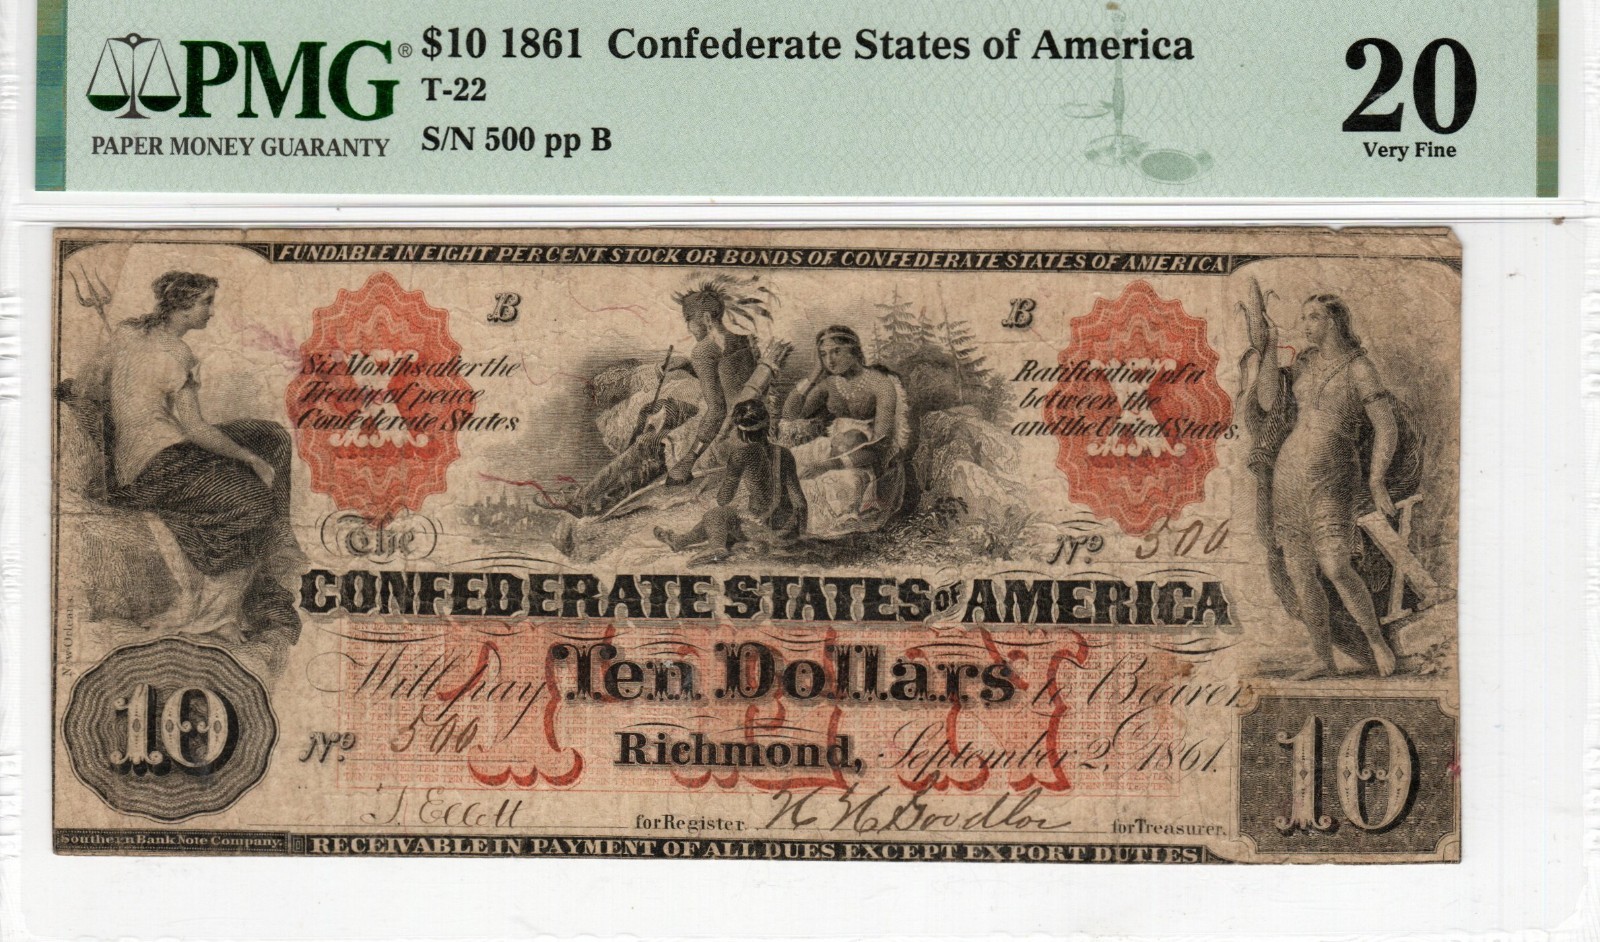 PMG® $10 1861 Confederate States of America
T-22
PAPER MONEY GUARANTY S/N 500 pp B
20
Very Fine
FUNDABLE IN EIGHT PER CENT STOCK OR BONDS OF CONFEDERATE STATES OF AMERICA
B B
Six Months after the
Treaty of peace
Confederate States
Ratification of a
between the
and the United States,
X X
The
No 500
CONFEDERATE STATES OF AMERICA
Will pay Ten Dollars to Bearer
TEN
No 500 Richmond, September 2, 1861.
New Orleans.
10 10
J. Ellett for Register. for Treasurer.
Southern Bank Note Company.
RECEIVABLE IN PAYMENT OF ALL DUES EXCEPT EXPORT DUTIES